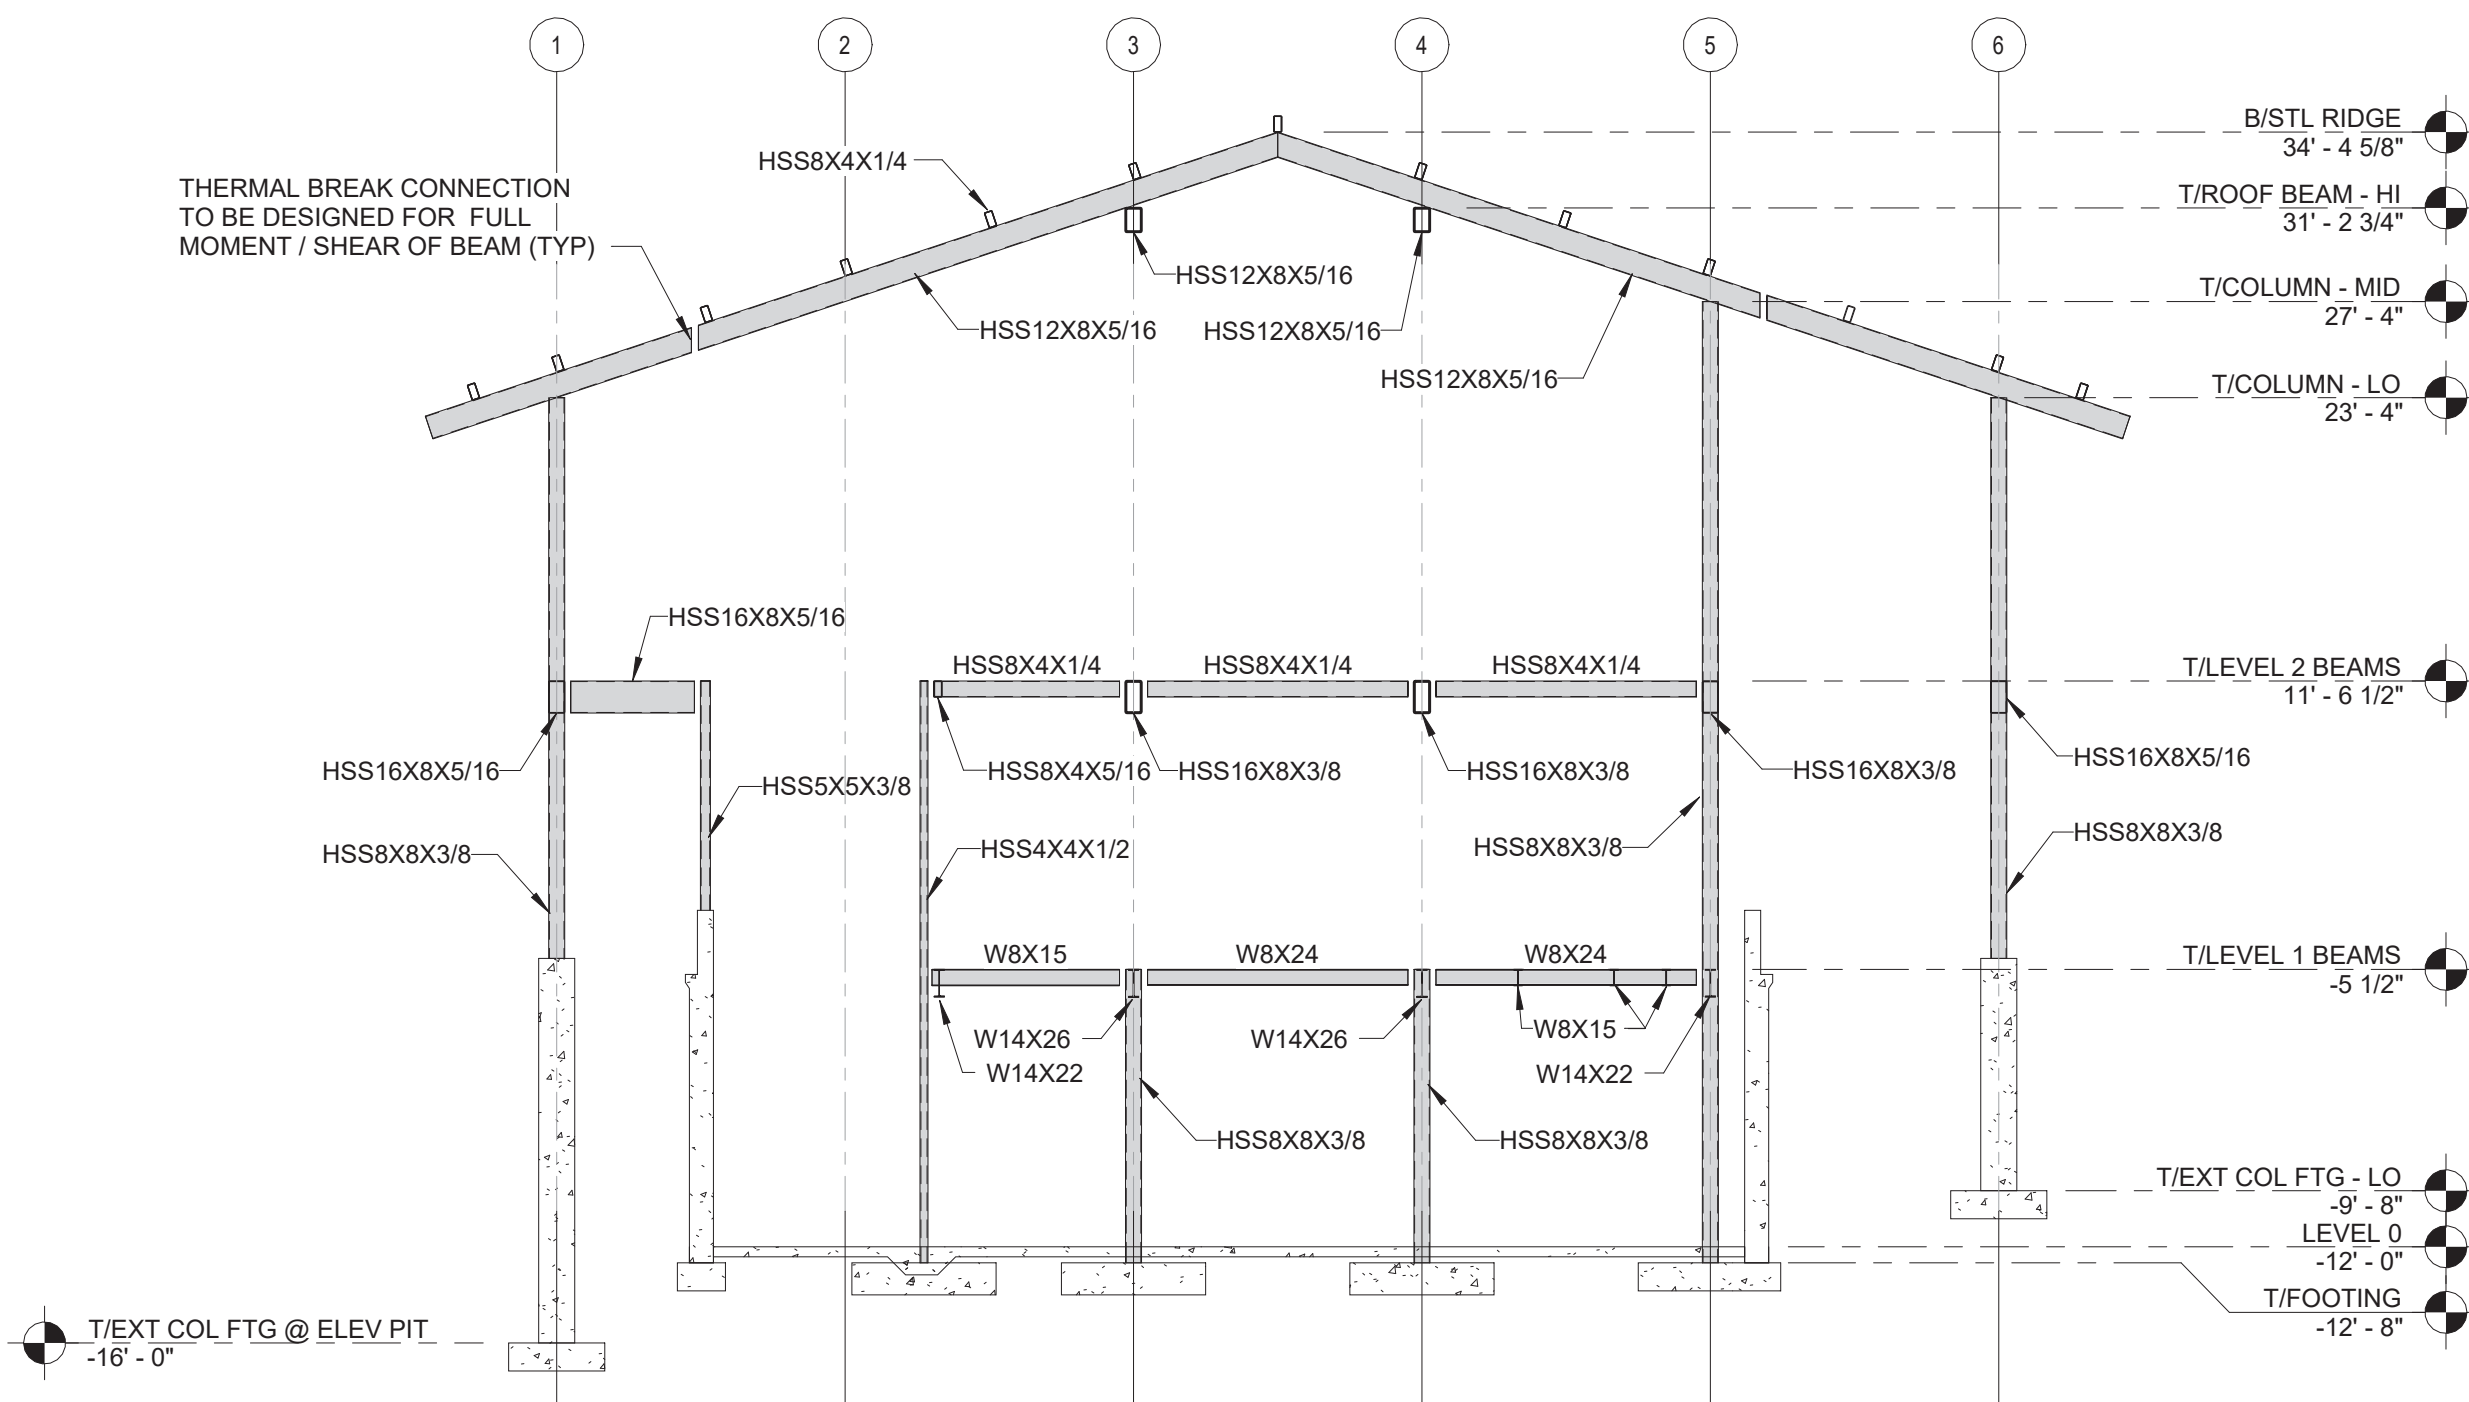 1
2
3
4
5
6
B/STL RIDGE
34' - 4 5/8"
HSS8X4X1/4
THERMAL BREAK CONNECTION
TO BE DESIGNED FOR FULL
MOMENT / SHEAR OF BEAM (TYP)
T/ROOF BEAM - HI
31' - 2 3/4"
HSS12X8X5/16
HSS12X8X5/16
HSS12X8X5/16
HSS12X8X5/16
T/COLUMN - MID
27' - 4"
T/COLUMN - LO
23' - 4"
HSS16X8X5/16
HSS8X4X1/4
HSS8X4X1/4
HSS8X4X1/4
T/LEVEL 2 BEAMS
11' - 6 1/2"
HSS16X8X5/16
HSS5X5X3/8
HSS8X4X5/16
HSS16X8X3/8
HSS16X8X3/8
HSS16X8X3/8
HSS16X8X5/16
HSS8X8X3/8
HSS4X4X1/2
HSS8X8X3/8
HSS8X8X3/8
W8X15
W8X24
W8X24
T/LEVEL 1 BEAMS
-5 1/2"
W14X26
W14X22
W14X26
W8X15
W14X22
HSS8X8X3/8
HSS8X8X3/8
T/EXT COL FTG - LO
-9' - 8"
LEVEL 0
-12' - 0"
T/FOOTING
-12' - 8"
T/EXT COL FTG @ ELEV PIT
-16' - 0"